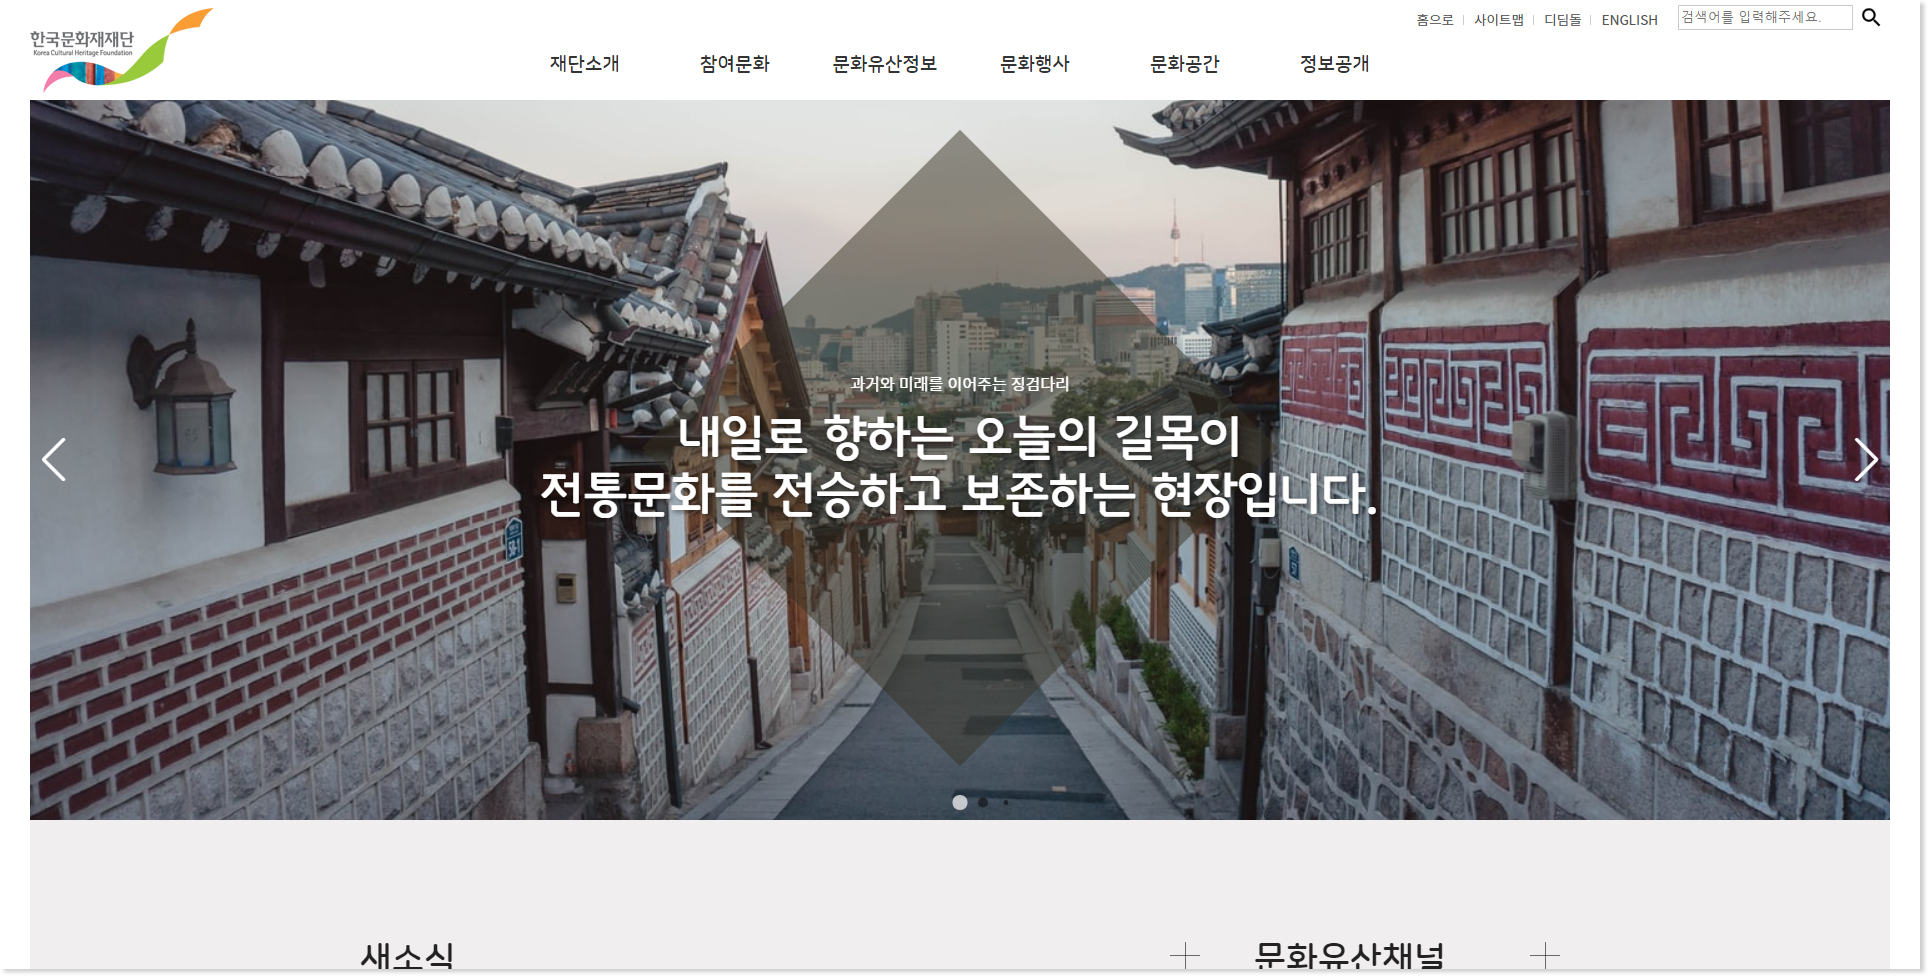 한국문화재재단
Korea Cultural Heritage Foundation
홈으로
사이트맵
디딤돌
ENGLISH
검색어를 입력해주세요.
재단소개
참여문화
문화유산정보
문화행사
문화공간
정보공개
과거와 미래를 이어주는 징검다리
내일로 향하는 오늘의 길목이
전통문화를 전승하고 보존하는 현장입니다.
58-1
57
새소식
문화유산채널